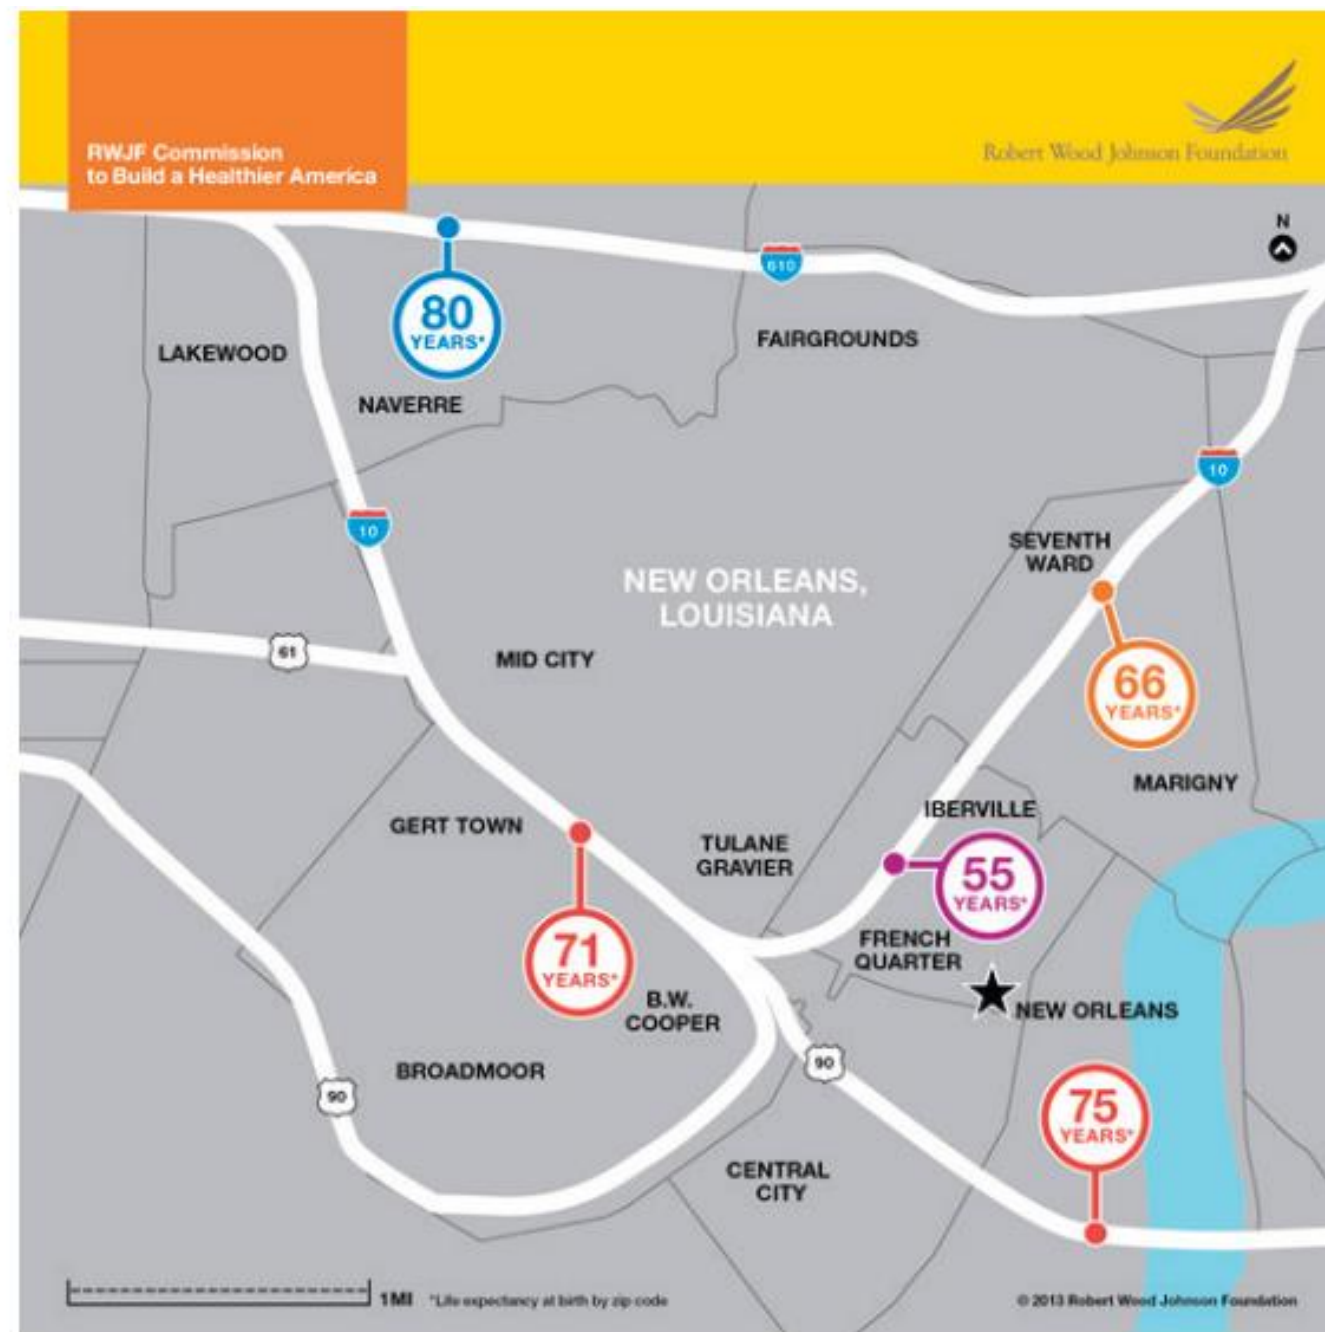 RWJF Commission
to Build a Healthier America
Robert Wood Johnson Foundation
N
610
80
YEARS*
LAKEWOOD
FAIRGROUNDS
NAVERRE
10
10
SEVENTH
WARD
NEW ORLEANS,
LOUISIANA
61
MID CITY
66
YEARS*
MARIGNY
IBERVILLE
GERT TOWN
TULANE
GRAVIER
55
YEARS*
71
YEARS*
FRENCH
QUARTER
B.W.
COOPER
NEW ORLEANS
BROADMOOR
90
90
75
YEARS*
CENTRAL
CITY
1MI
*Life expectancy at birth by zip code
© 2013 Robert Wood Johnson Foundation